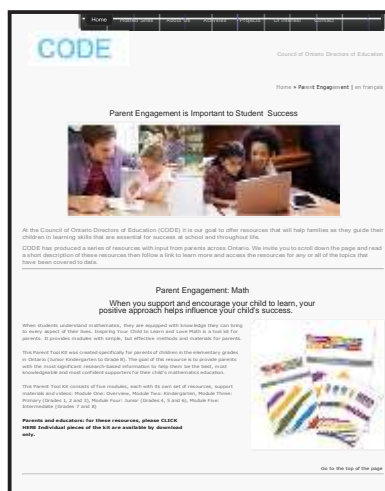 Home
About Us
Projects
Contact
CODE
Council of Ontario Directors of Education
Home » Parent Engagement | en français
Parent Engagement is Important to Student Success
At the Council of Ontario Directors of Education (CODE) it is our goal to offer resources that will help families as they guide their
children in learning skills that are essential for success at school and throughout life.
CODE has produced a series of resources with input from parents across Ontario. We invite you to scroll down the page and read
a short description of these resources then follow a link to learn more and access the resources for any or all of the topics that
have been covered to date.
Parent Engagement: Math
When you support and encourage your child to learn, your
positive approach helps influence your child's success.
When students understand mathematics, they are equipped with knowledge they can bring
to every aspect of their lives. Inspiring Your Child to Learn and Love Math is a tool kit for
parents. It provides modules with simple, but effective methods and materials for parents.
This Parent Tool Kit was created specifically for parents of children in the elementary grades
in Ontario (Junior Kindergarten to Grade 8). The goal of this resource is to provide parents
with the most significant research-based information to help them be the best, most
knowledgeable and most confident supporters for their child's mathematics education.
This Parent Tool Kit consists of five modules, each with its own set of resources, support
materials and videos: Module One: Overview, Module Two: Kindergarten, Module Three:
Primary (Grades 1, 2 and 3), Module Four: Junior (Grades 4, 5 and 6), Module Five:
Intermediate (Grades 7 and 8)
Parents and educators: for these resources, please CLICK
HERE Individual pieces of the kit are available by download
only.
Go to the top of the page